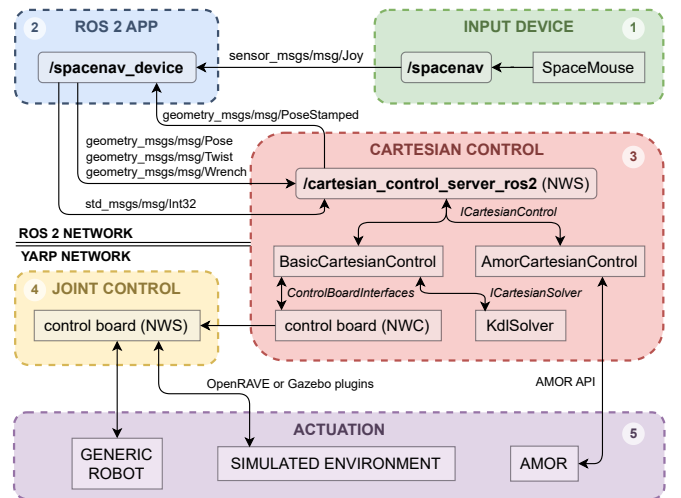 2
ROS 2 APP
/spacenav_device
sensor_msgs/msg/Joy
INPUT DEVICE
1
/spacenav
SpaceMouse
geometry_msgs/msg/PoseStamped
geometry_msgs/msg/Pose
geometry_msgs/msg/Twist
geometry_msgs/msg/Wrench
std_msgs/msg/Int32
CARTESIAN CONTROL
3
/cartesian_control_server_ros2 (NWS)
ICartesianControl
ROS 2 NETWORK
YARP NETWORK
BasicCartesianControl
AmorCartesianControl
ControlBoardInterfaces
ICartesianSolver
control board (NWC)
KdlSolver
4
JOINT CONTROL
control board (NWS)
OpenRAVE or Gazebo plugins
AMOR API
ACTUATION
5
GENERIC
ROBOT
SIMULATED ENVIRONMENT
AMOR